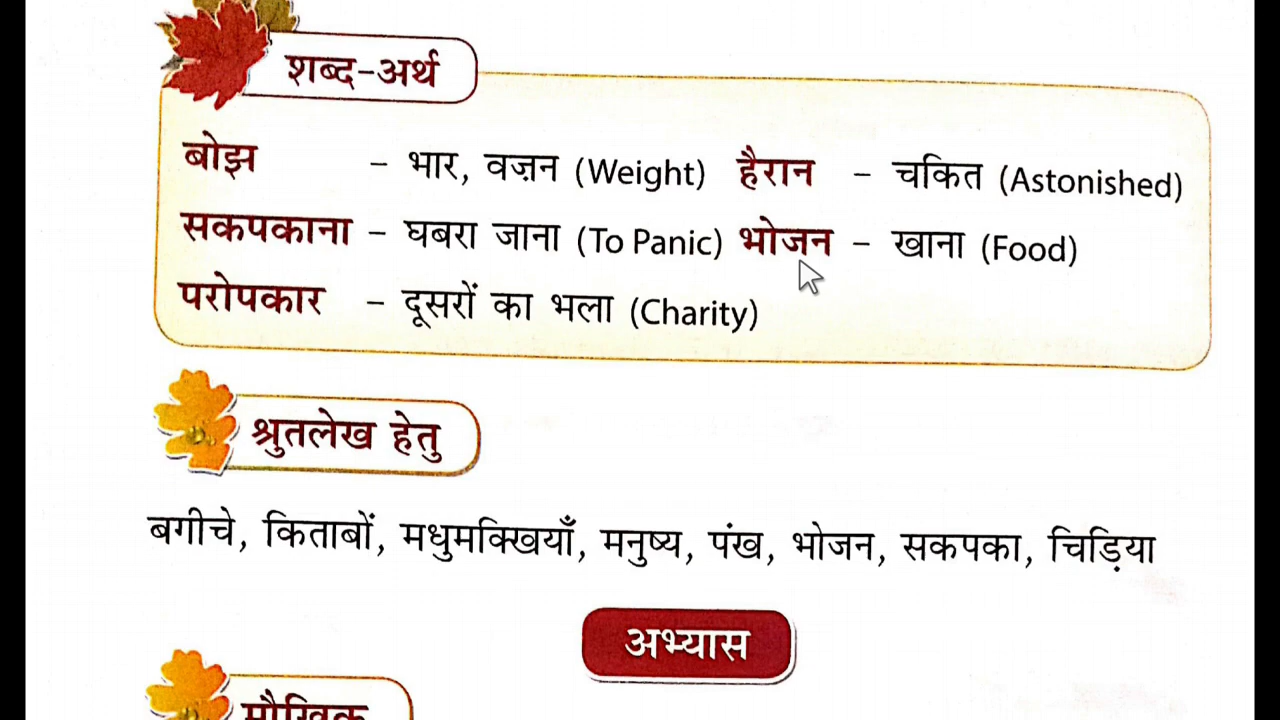 शब्द-अर्थ
बोझ – भार, वज़न (Weight) हैरान – चकित (Astonished)
सकपकाना – घबरा जाना (To Panic) भोजन – खाना (Food)
परोपकार – दूसरों का भला (Charity)
श्रुतलेख हेतु
बगीचे, किताबों, मधुमक्खियाँ, मनुष्य, पंख, भोजन, सकपका, चिड़िया
अभ्यास
मौखिक